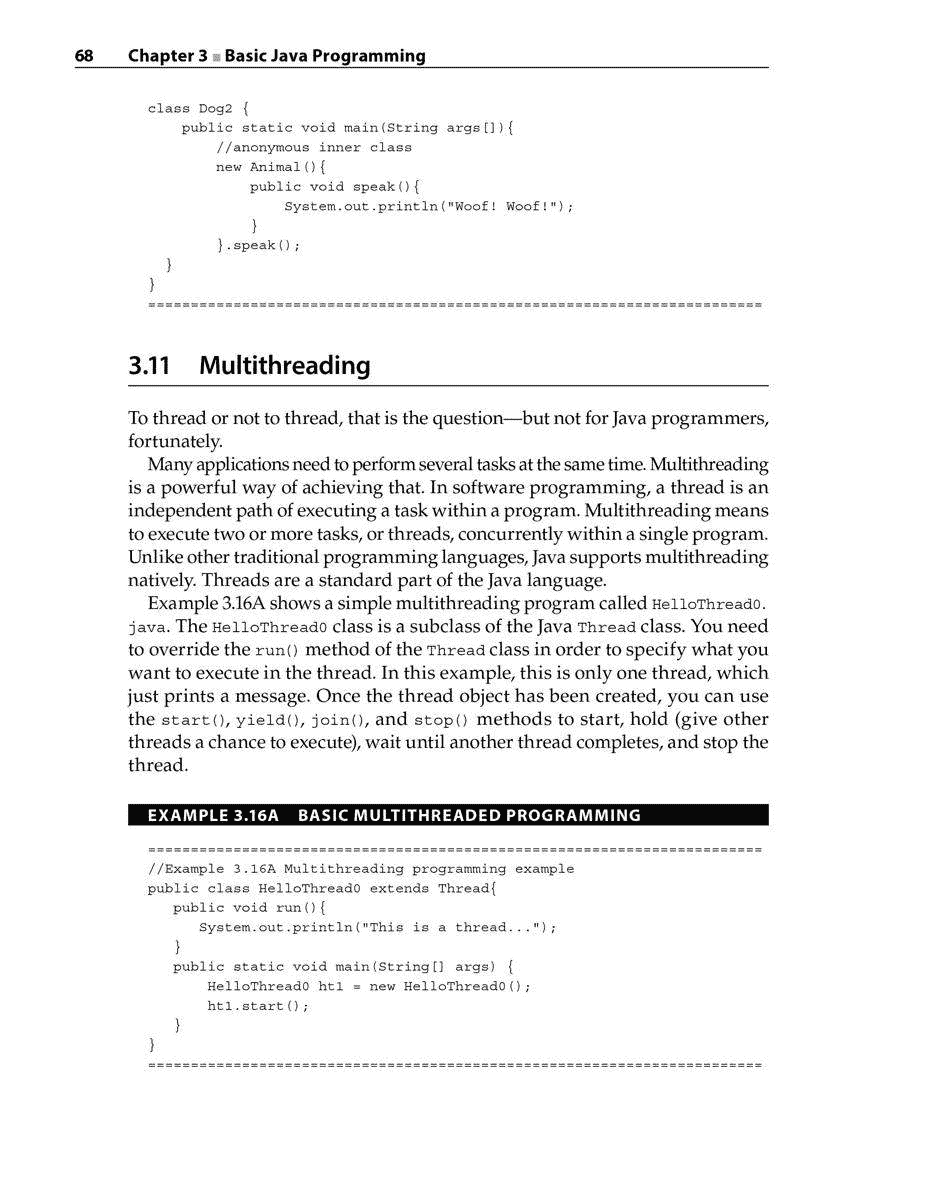 68 Chapter 3 ■ Basic Java Programming
class Dog2 {
    public static void main(String args[]){
        //anonymous inner class
        new Animal(){
            public void speak(){
                System.out.println("Woof! Woof!");
            }
        }.speak();
  }
}
========================================================================
3.11 Multithreading
To thread or not to thread, that is the question—but not for Java programmers,
fortunately.
Many applications need to perform several tasks at the same time. Multithreading
is a powerful way of achieving that. In software programming, a thread is an
independent path of executing a task within a program. Multithreading means
to execute two or more tasks, or threads, concurrently within a single program.
Unlike other traditional programming languages, Java supports multithreading
natively. Threads are a standard part of the Java language.
Example 3.16A shows a simple multithreading program called HelloThread0.
java. The HelloThread0 class is a subclass of the Java Thread class. You need
to override the run() method of the Thread class in order to specify what you
want to execute in the thread. In this example, this is only one thread, which
just prints a message. Once the thread object has been created, you can use
the start(), yield(), join(), and stop() methods to start, hold (give other
threads a chance to execute), wait until another thread completes, and stop the
thread.
EXAMPLE 3.16A BASIC MULTITHREADED PROGRAMMING
========================================================================
//Example 3.16A Multithreading programming example
public class HelloThread0 extends Thread{
   public void run(){
      System.out.println("This is a thread...");
   }
   public static void main(String[] args) {
       HelloThread0 ht1 = new HelloThread0();
       ht1.start();
   }
}
========================================================================